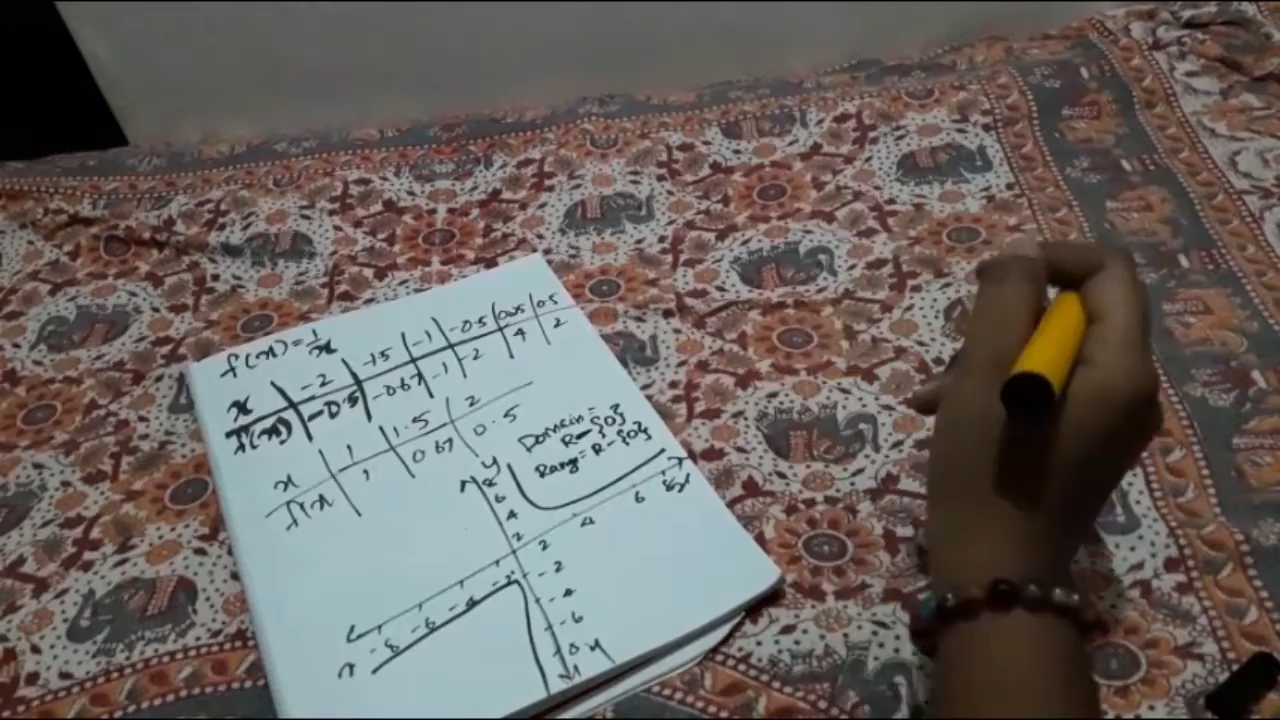 f(x)=1/x
x | -2 | -1.5 | -1 | -0.5 | 0.25 | 0.5
f(x) | -0.5 | -0.67 | -1 | -2 | 4 | 2
x | 1 | 1.5 | 2
f(x | 1 | 0.67 | 0.5
Domain=
R-{0}
Rang=R-{0}
y
8
6
4
2
2 4 6 8 x
-2
-4
-6
-8
y
x -8 -6 -4 -2